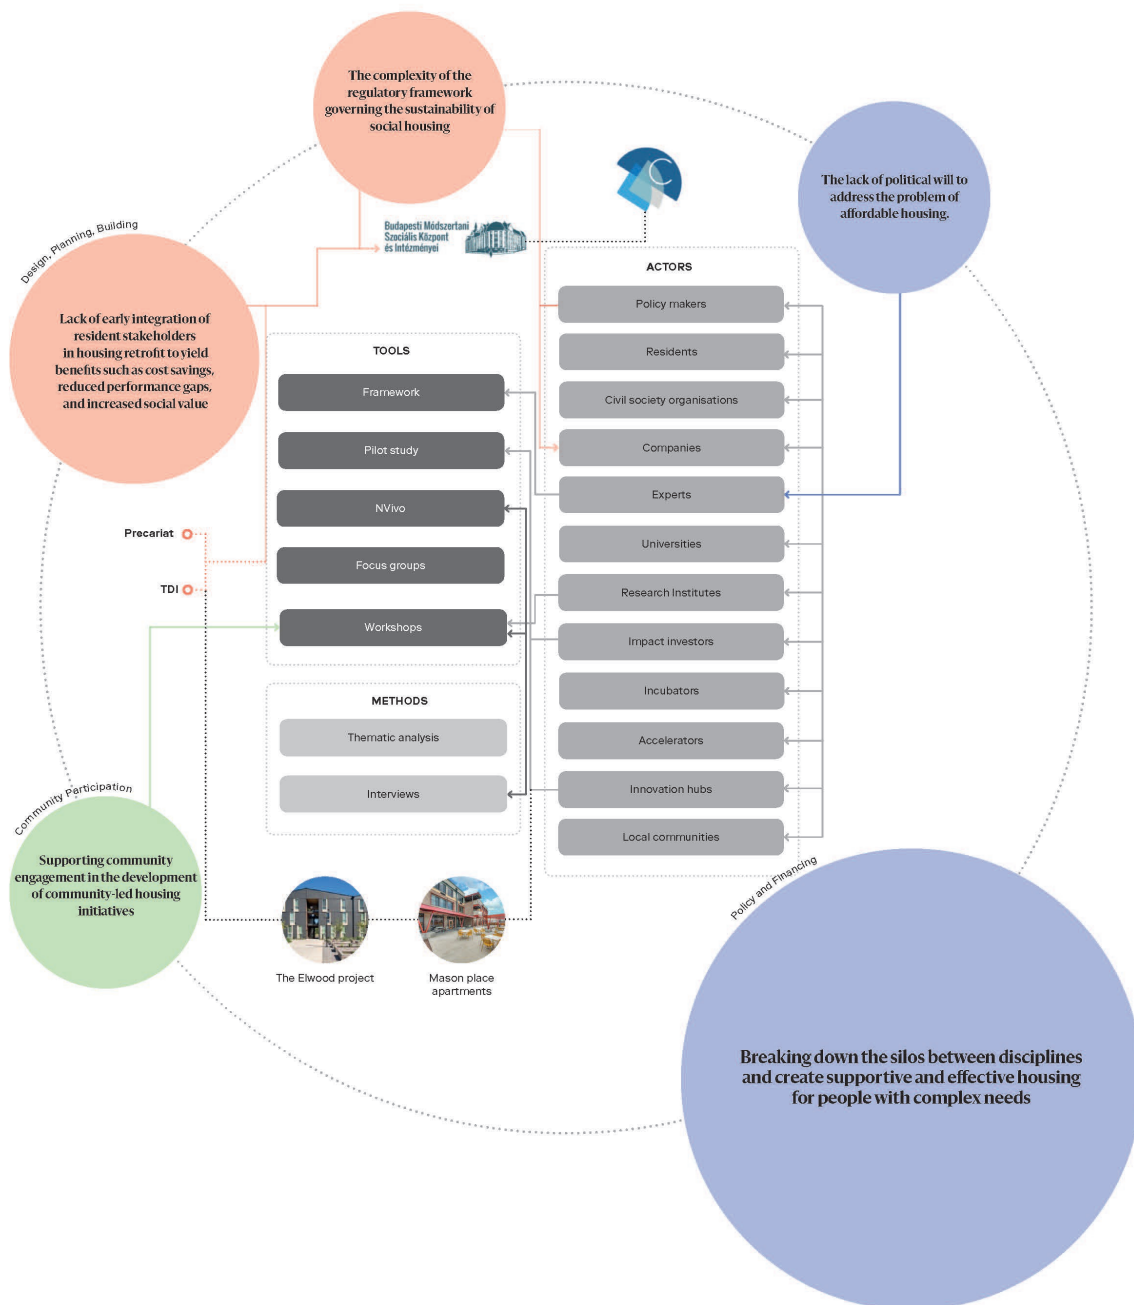 The complexity of the
regulatory framework
governing the sustainability of
social housing
The lack of political will to
address the problem of
affordable housing.
C
Budapesti Módszertani
Szociális Központ
és Intézményei
Design, Planning, Building
Lack of early integration of
resident stakeholders
in housing retrofit to yield
benefits such as cost savings,
reduced performance gaps,
and increased social value
TOOLS
Framework
Pilot study
NVivo
Focus groups
Workshops
METHODS
Thematic analysis
Interviews
ACTORS
Policy makers
Residents
Civil society organisations
Companies
Experts
Universities
Research Institutes
Impact investors
Incubators
Accelerators
Innovation hubs
Local communities
Precariat
TDI
Community Participation
Supporting community
engagement in the development
of community-led housing
initiatives
The Elwood project
Mason place
apartments
Policy and Financing
Breaking down the silos between disciplines
and create supportive and effective housing
for people with complex needs